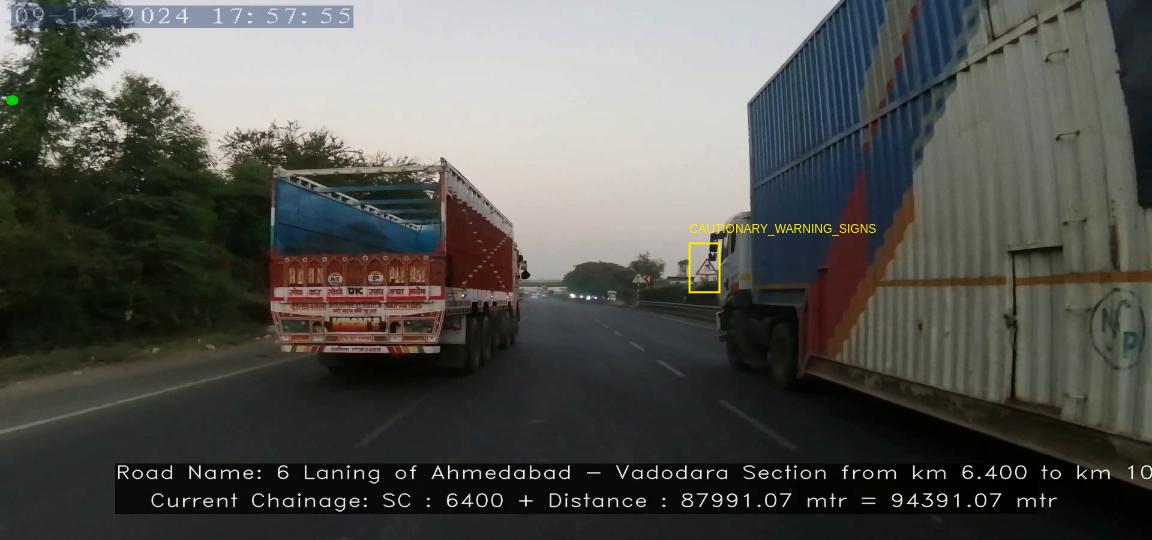 09-12-2024 17:57:55
CAUTIONARY_WARNING_SIGNS
OK
N
P
Road Name: 6 Laning of Ahmedabad - Vadodara Section from km 6.400 to km 10
Current Chainage: SC : 6400 + Distance : 87991.07 mtr = 94391.07 mtr